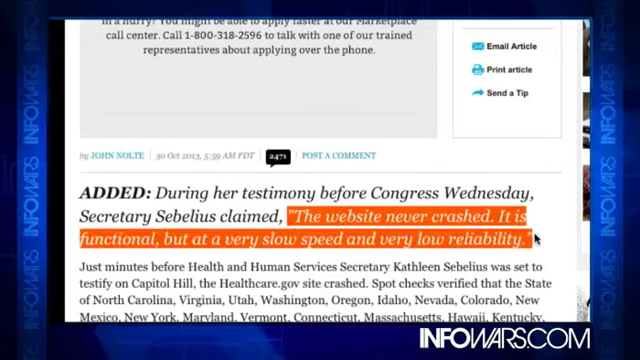 in a hurry? You might be able to apply faster at our Marketplace
call center. Call 1-800-318-2596 to talk with one of our trained
representatives about applying over the phone.
Email Article
Print article
Send a Tip
by JOHN NOLTE | 30 Oct 2013, 5:59 AM PDT | 2471 POST A COMMENT
ADDED: During her testimony before Congress Wednesday,
Secretary Sebelius claimed, "The website never crashed. It is
functional, but at a very slow speed and very low reliability."
Just minutes before Health and Human Services Secretary Kathleen Sebelius was set to
testify on Capitol Hill, the Healthcare.gov site crashed. Spot checks verified that the State
of North Carolina, Virginia, Utah, Washington, Oregon, Idaho, Nevada, Colorado, New
Mexico, New York, Maryland, Vermont, Connecticut, Massachusetts, Hawaii, Kentucky,
INFOWARS
INFOWARS
INFOWARS
INFOWARS
INFOWARS.COM